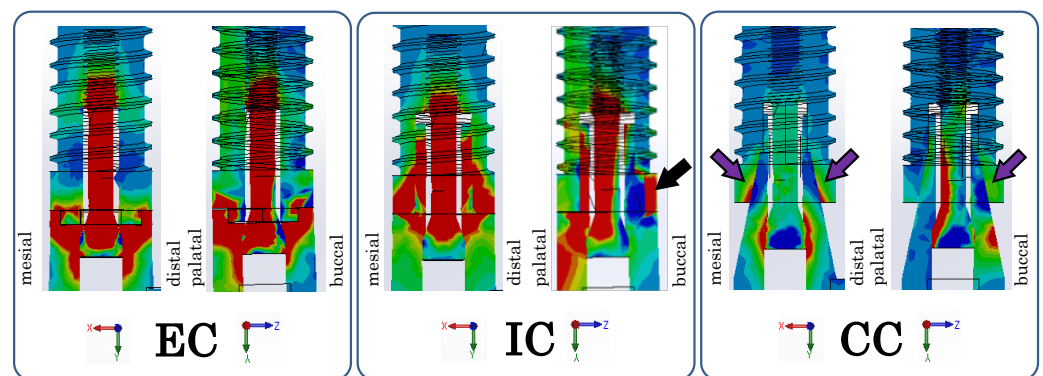 mesial
distal
palatal
buccal
mesial
distal
palatal
buccal
mesial
distal
palatal
buccal
X
Y
EC
Z
Y
X
Y
IC
Z
Y
X
Y
CC
Z
Y